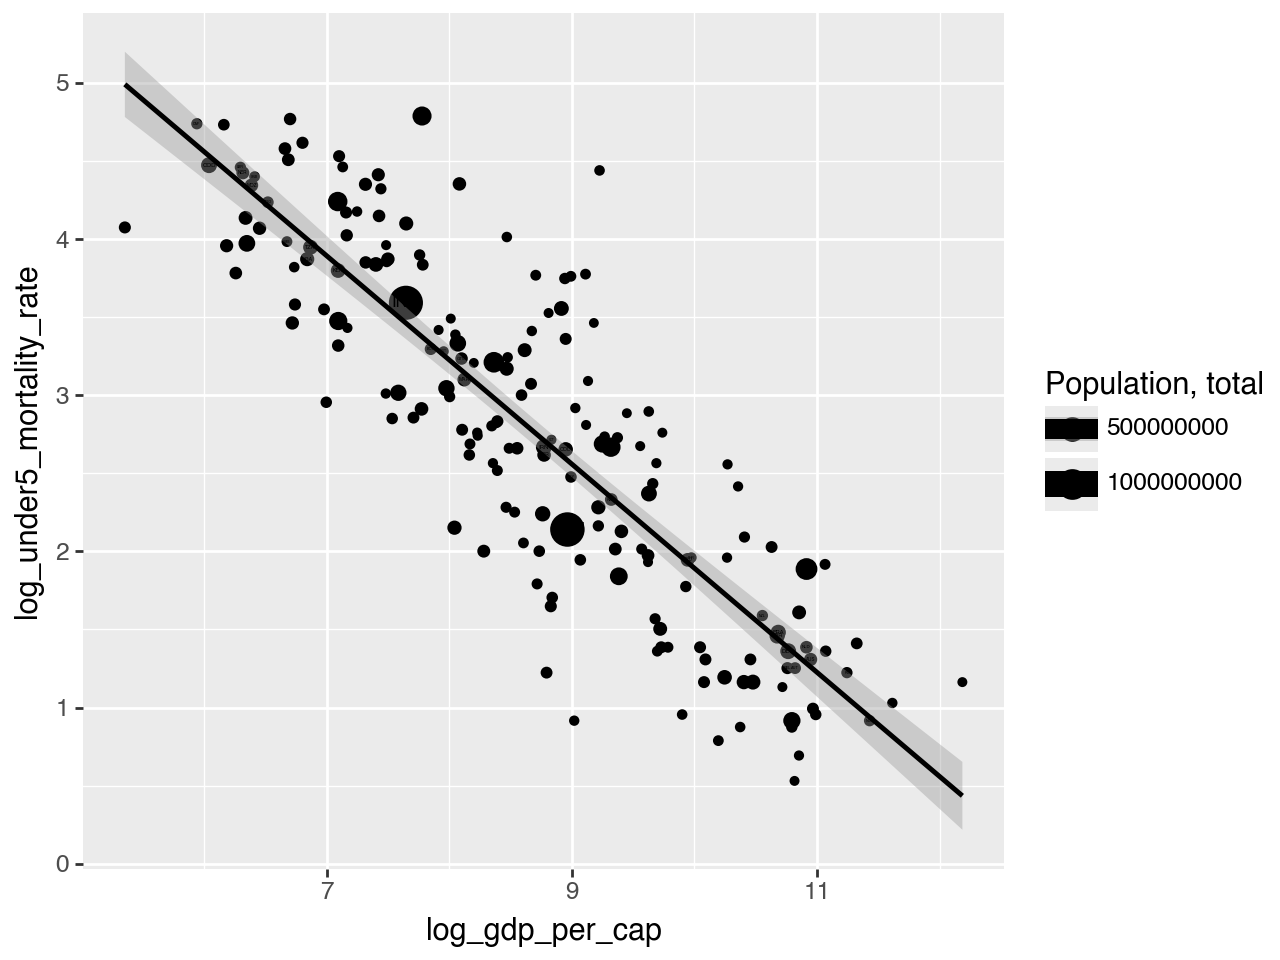 log_under5_mortality_rate
5
4
3
2
1
0
7 9 11
log_gdp_per_cap
Population, total
500000000
1000000000